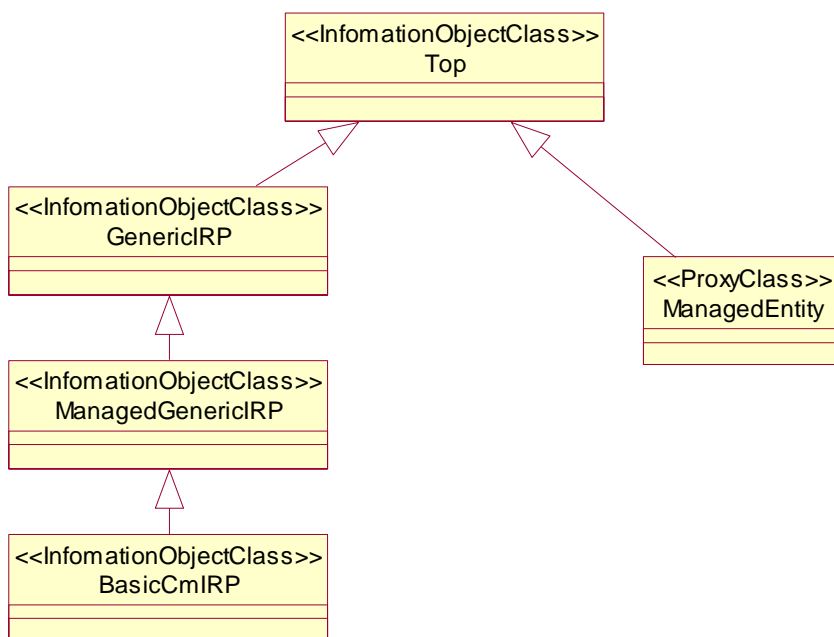 <<InfomationObjectClass>>
Top
<<InfomationObjectClass>>
GenericIRP
<<ProxyClass>>
ManagedEntity
<<InfomationObjectClass>>
ManagedGenericIRP
<<InfomationObjectClass>>
BasicCmIRP